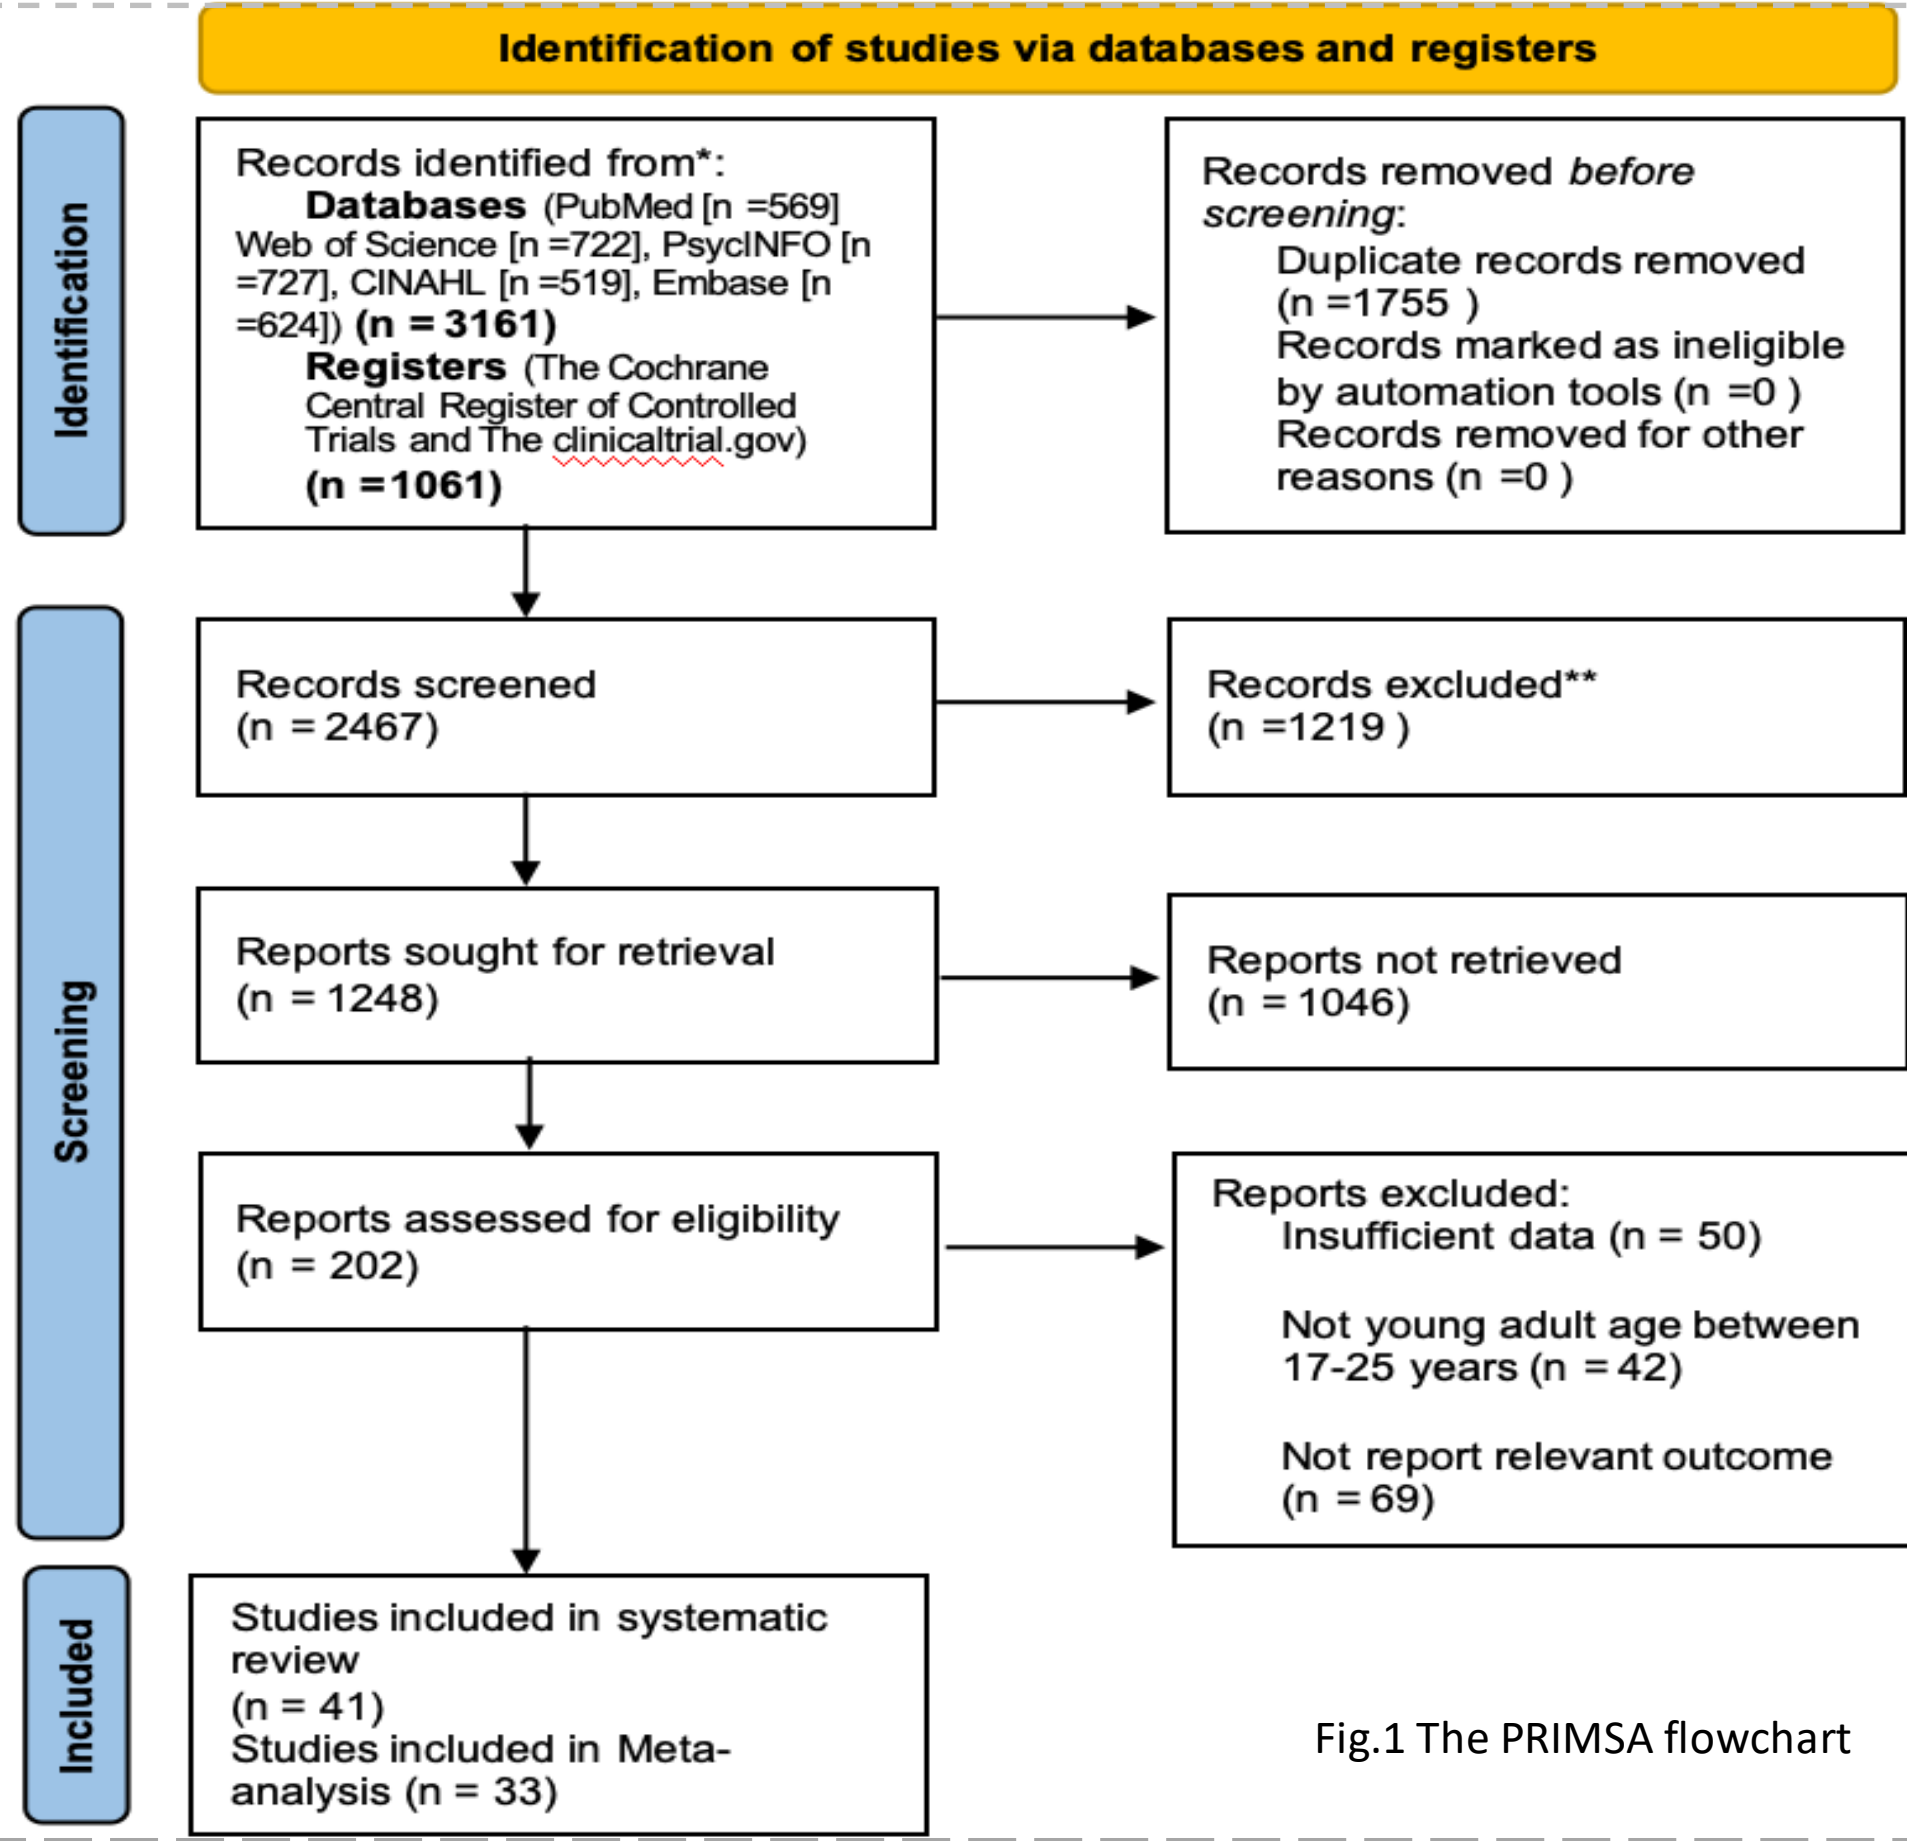 Identification of studies via databases and registers
Identification
Records identified from*:
Databases (PubMed [n =569]
Web of Science [n =722], PsycINFO [n
=727], CINAHL [n =519], Embase [n
=624]) (n = 3161)
Registers (The Cochrane
Central Register of Controlled
Trials and The clinicaltrial.gov)
(n =1061)
Records removed before
screening:
Duplicate records removed
(n =1755 )
Records marked as ineligible
by automation tools (n =0 )
Records removed for other
reasons (n =0 )
Screening
Records screened
(n = 2467)
Records excluded**
(n =1219 )
Reports sought for retrieval
(n = 1248)
Reports not retrieved
(n = 1046)
Reports assessed for eligibility
(n = 202)
Reports excluded:
Insufficient data (n = 50)
Not young adult age between
17-25 years (n = 42)
Not report relevant outcome
(n = 69)
Included
Studies included in systematic
review
(n = 41)
Studies included in Meta-
analysis (n = 33)
Fig.1 The PRIMSA flowchart